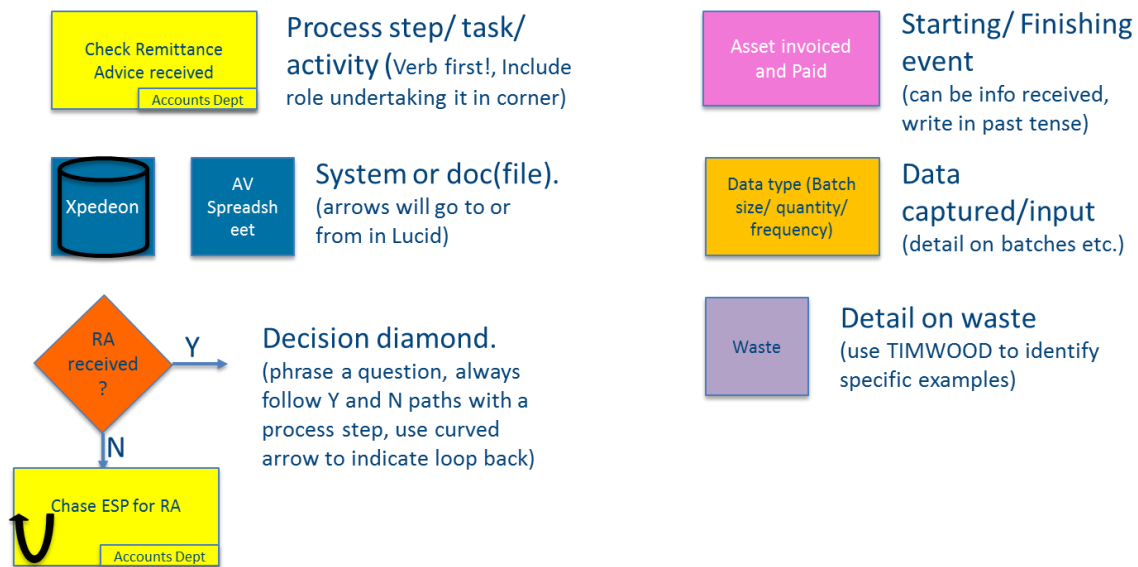 Check Remittance
Advice received
Accounts Dept
Process step/ task/
activity (Verb first!, Include
role undertaking it in corner)
Asset invoiced
and Paid
Starting/ Finishing
event
(can be info received,
write in past tense)
Xpedeon
AV
Spreadsh
eet
System or doc(file).
(arrows will go to or
from in Lucid)
Data type (Batch
size/ quantity/
frequency)
Data
captured/input
(detail on batches etc.)
RA
received
?
Y
N
Decision diamond.
(phrase a question, always
follow Y and N paths with a
process step, use curved
arrow to indicate loop back)
Waste
Detail on waste
(use TIMWOOD to identify
specific examples)
Chase ESP for RA
Accounts Dept